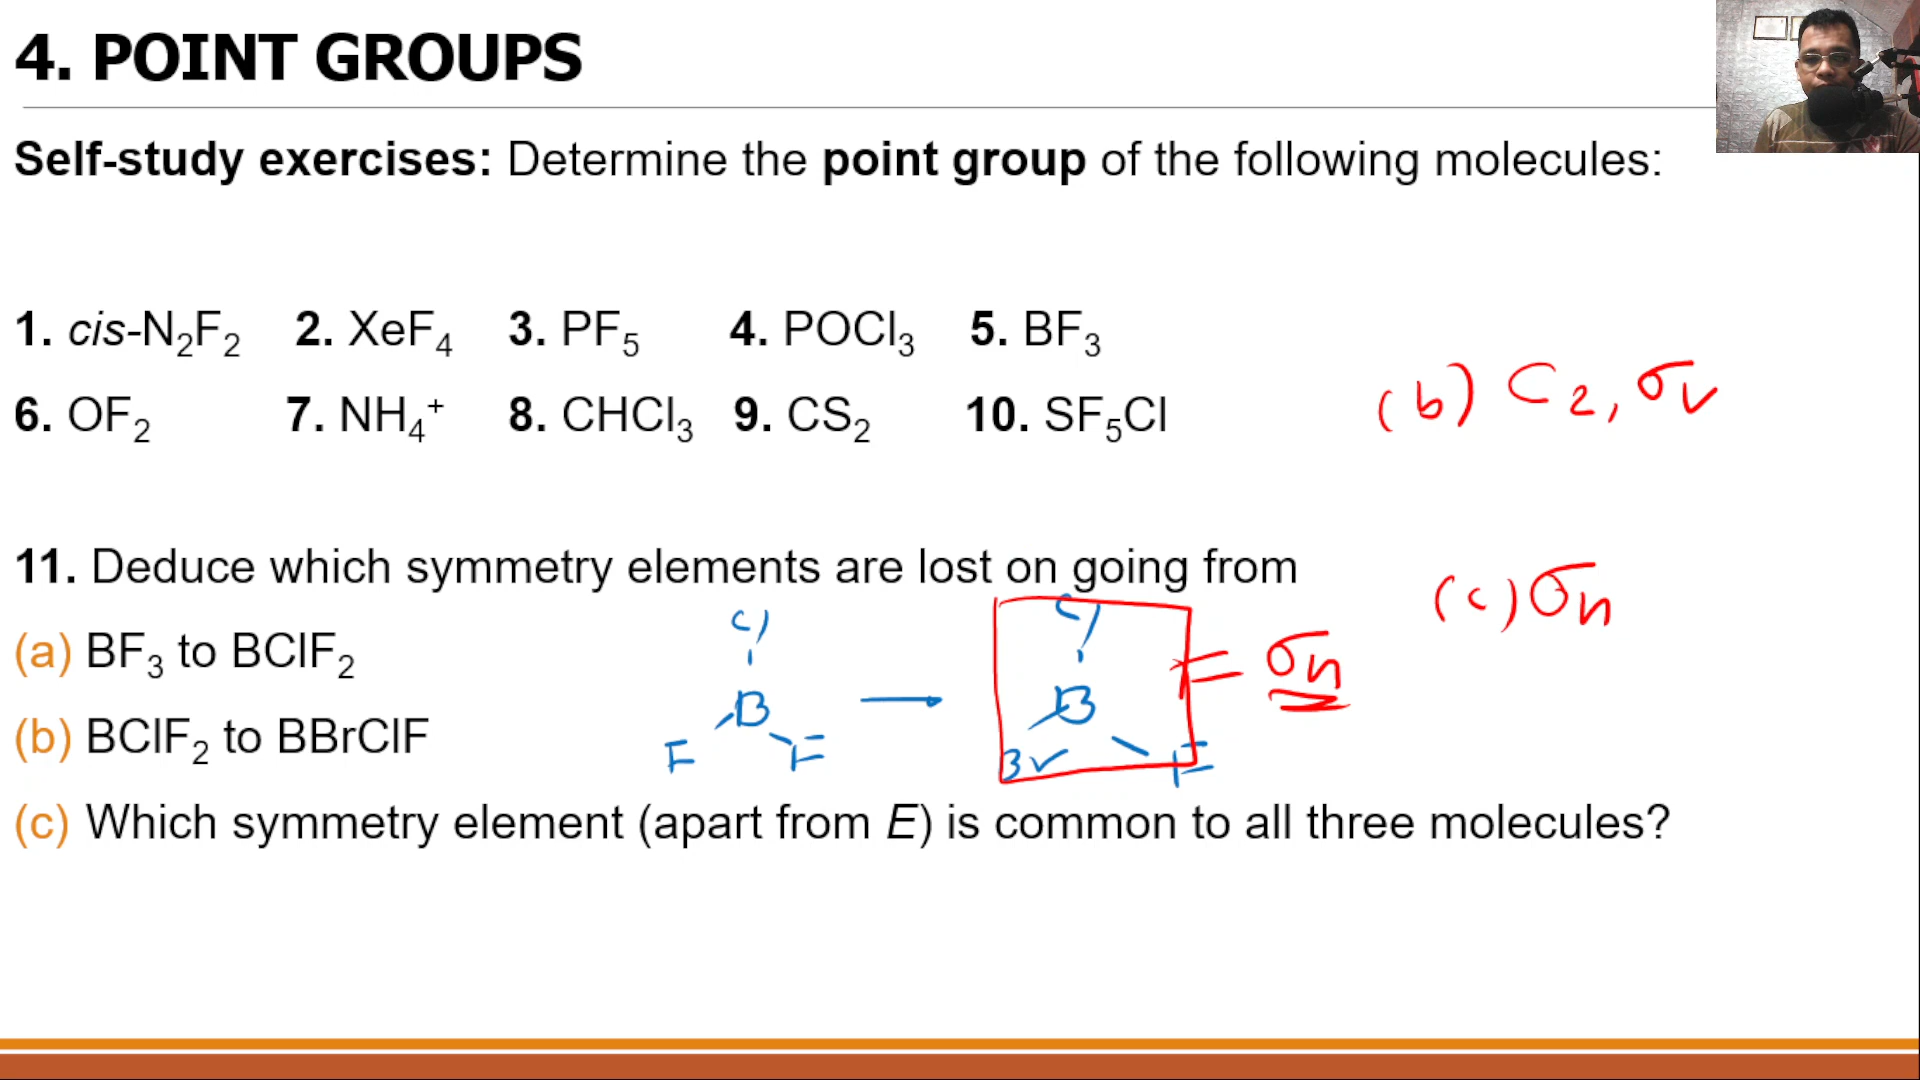 4. POINT GROUPS
Self-study exercises: Determine the point group of the following molecules:
1. cis-N₂F₂ 2. XeF₄ 3. PF₅ 4. POCl₃ 5. BF₃
6. OF₂ 7. NH₄⁺ 8. CHCl₃ 9. CS₂ 10. SF₅Cl
(b) C₂, σᵥ
11. Deduce which symmetry elements are lost on going from
(c) σₕ
(a) BF₃ to BClF₂
Cl
B
F F
Cl
B
Br F
σₕ
(b) BClF₂ to BBrClF
(c) Which symmetry element (apart from E) is common to all three molecules?